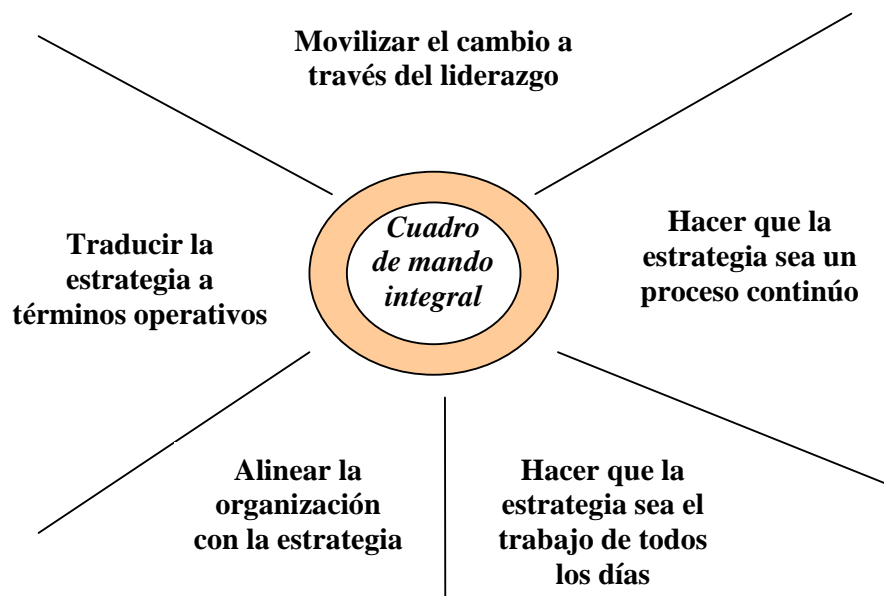 Movilizar el cambio a
través del liderazgo
Cuadro
de mando
integral
Traducir la
estrategia a
términos operativos
Hacer que la
estrategia sea un
proceso continúo
Alinear la
organización
con la estrategia
Hacer que la
estrategia sea el
trabajo de todos
los días